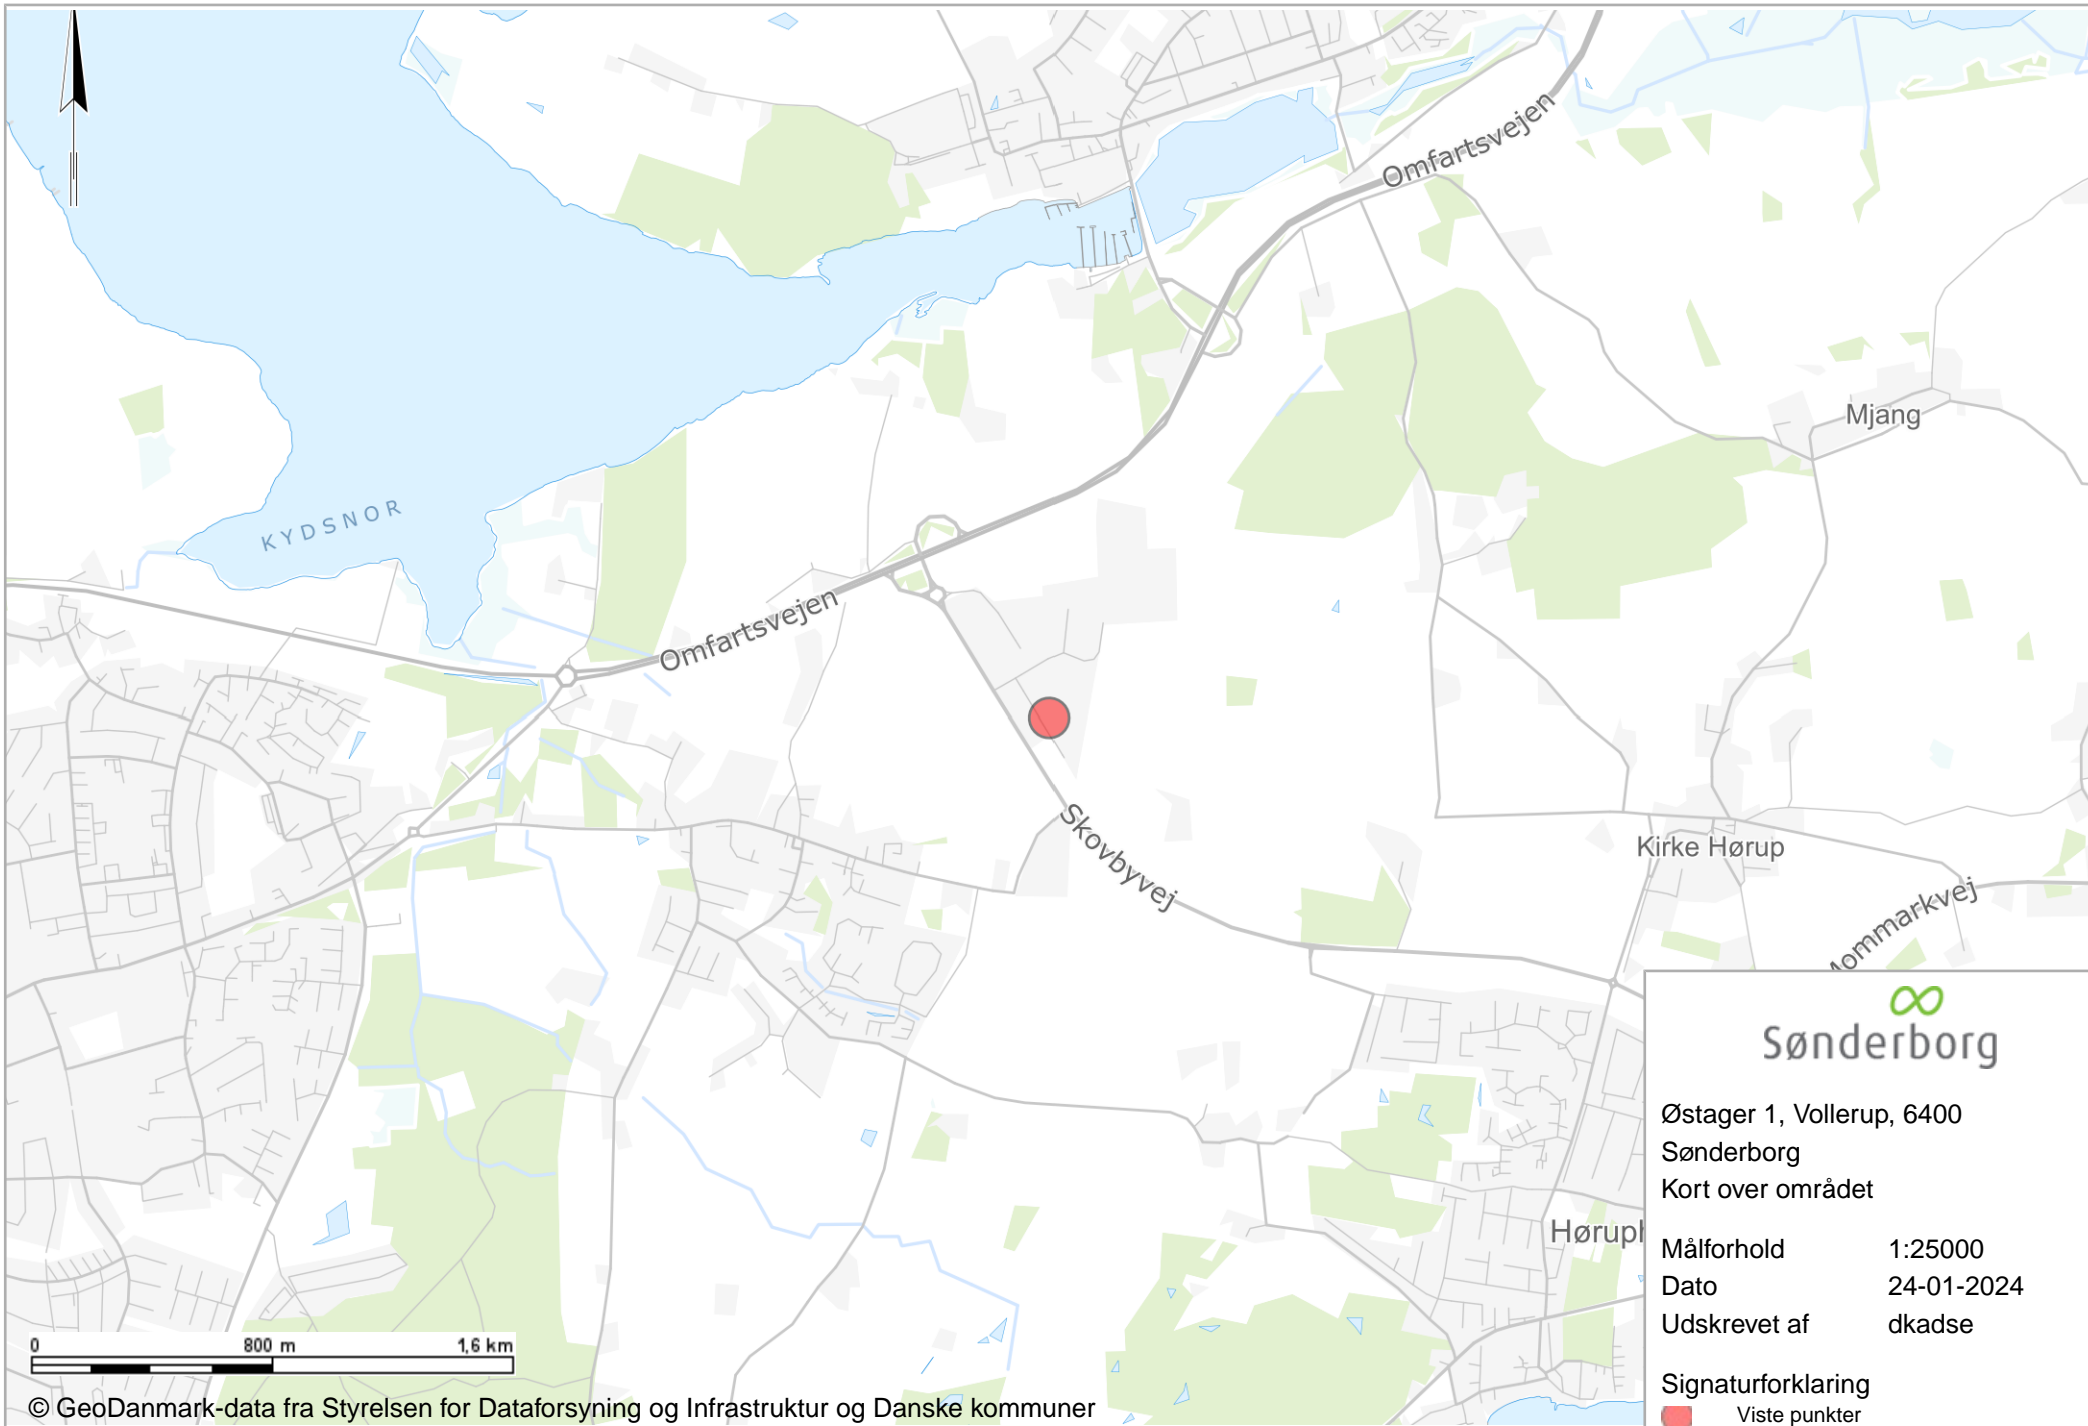 Omfartsvejen
Mjang
KYDSNOR
Omfartsvejen
Skovbyvej
Kirke Hørup
Mommarkvej
Sønderborg
Østager 1, Vollerup, 6400
Sønderborg
Kort over området
Hørup
Målforhold 1:25000
Dato 24-01-2024
Udskrevet af dkadse
Signaturforklaring
Viste punkter
0 800 m 1,6 km
© GeoDanmark-data fra Styrelsen for Dataforsyning og Infrastruktur og Danske kommuner